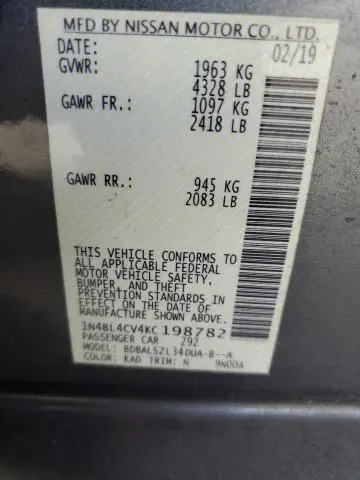 MFD BY NISSAN MOTOR CO., LTD.
DATE: 02/19
GVWR: 1963 KG
4328 LB
GAWR FR.: 1097 KG
2418 LB
GAWR RR.: 945 KG
2083 LB
THIS VEHICLE CONFORMS TO
ALL APPLICABLE FEDERAL
MOTOR VEHICLE SAFETY,
BUMPER, AND THEFT
PREVENTION STANDARDS IN
EFFECT ON THE DATE OF
MANUFACTURE SHOWN ABOVE.
1N4BL4CV4KC198782
PASSENGER CAR 292
MODEL: BDBALSZL34DUA-B--A
COLOR: KAD TRIM: N 9N00A